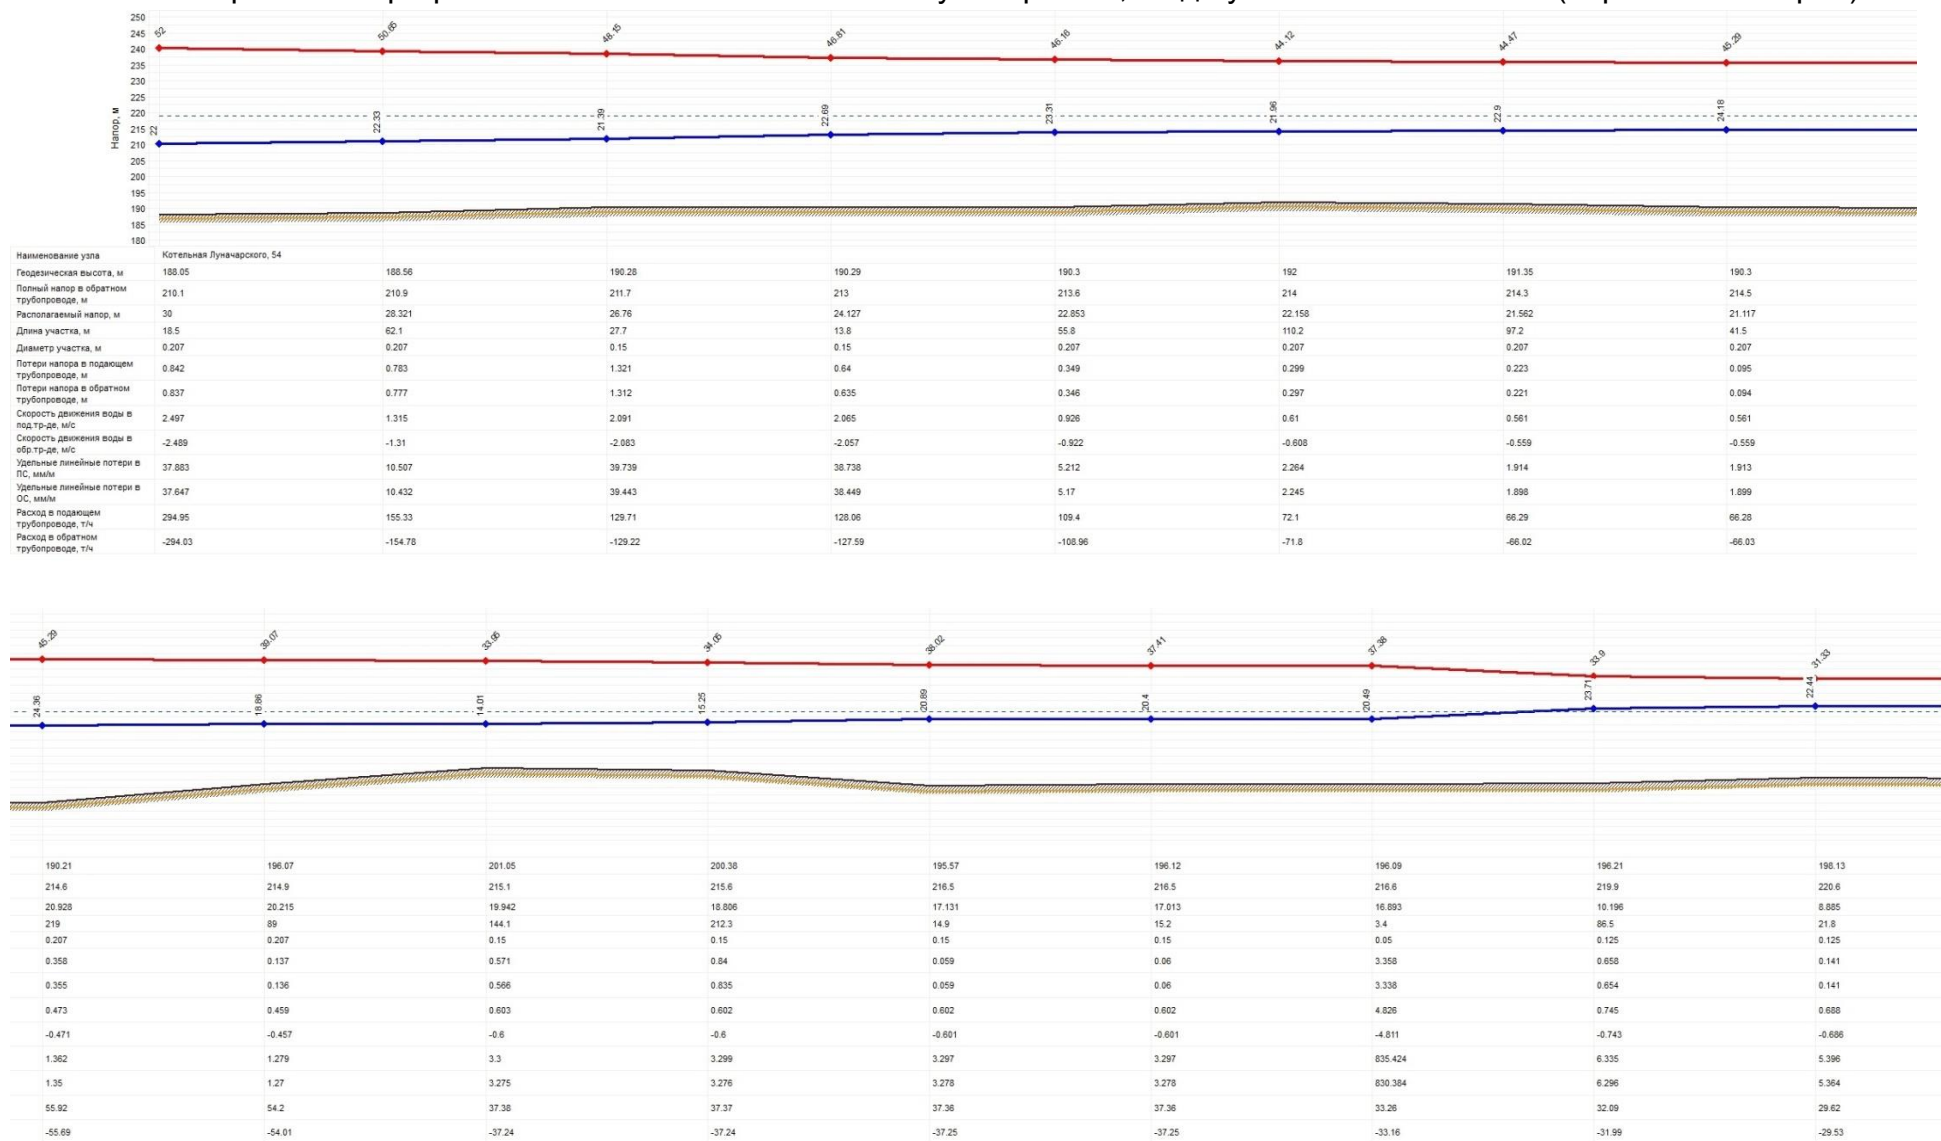 250
52
50.65
48.15
46.81
46.16
44.12
44.47
45.29
245
240
235
230
225
220
Напор, м
215
22
22.33
21.39
22.69
23.31
21.96
22.9
24.18
210
205
200
195
190
185
180
Наименование узла Котельная Луначарского, 54
Геодезическая высота, м 188.05 188.56 190.28 190.29 190.3 192 191.35 190.3
Полный напор в обратном
трубопроводе, м 210.1 210.9 211.7 213 213.6 214 214.3 214.5
Располагаемый напор, м 30 28.321 26.76 24.127 22.853 22.158 21.562 21.117
Длина участка, м 18.5 62.1 27.7 13.8 55.8 110.2 97.2 41.5
Диаметр участка, м 0.207 0.207 0.15 0.15 0.207 0.207 0.207 0.207
Потери напора в подающем
трубопроводе, м 0.842 0.783 1.321 0.64 0.349 0.299 0.223 0.095
Потери напора в обратном
трубопроводе, м 0.837 0.777 1.312 0.635 0.346 0.297 0.221 0.094
Скорость движения воды в
под.тр-де, м/с 2.497 1.315 2.091 2.065 0.926 0.61 0.561 0.561
Скорость движения воды в
обр.тр-де, м/с -2.489 -1.31 -2.083 -2.057 -0.922 -0.608 -0.559 -0.559
Удельные линейные потери в
ПС, мм/м 37.883 10.507 39.739 38.738 5.212 2.264 1.914 1.913
Удельные линейные потери в
ОС, мм/м 37.647 10.432 39.443 38.449 5.17 2.245 1.898 1.899
Расход в подающем
трубопроводе, т/ч 294.95 155.33 129.71 128.06 109.4 72.1 66.29 66.28
Расход в обратном
трубопроводе, т/ч -294.03 -154.78 -129.22 -127.59 -108.96 -71.8 -66.02 -66.03
45.29
39.07
33.95
34.05
38.02
37.41
37.38
33.9
31.33
24.36
18.86
14.01
15.25
20.89
20.4
20.49
23.71
22.44
190.21 196.07 201.05 200.38 195.57 196.12 196.09 196.21 198.13
214.6 214.9 215.1 215.6 216.5 216.5 216.6 219.9 220.6
20.928 20.215 19.942 18.806 17.131 17.013 16.893 10.196 8.885
219 89 144.1 212.3 14.9 15.2 3.4 86.5 21.8
0.207 0.207 0.15 0.15 0.15 0.15 0.05 0.125 0.125
0.358 0.137 0.571 0.84 0.059 0.06 3.358 0.658 0.141
0.355 0.136 0.566 0.835 0.059 0.06 3.338 0.654 0.141
0.473 0.459 0.603 0.602 0.602 0.602 4.826 0.745 0.688
-0.471 -0.457 -0.6 -0.6 -0.601 -0.601 -4.811 -0.743 -0.686
1.362 1.279 3.3 3.299 3.297 3.297 835.424 6.335 5.396
1.35 1.27 3.275 3.276 3.278 3.278 830.384 6.296 5.364
55.92 54.2 37.38 37.37 37.36 37.36 33.26 32.09 29.62
-55.69 -54.01 -37.24 -37.24 -37.25 -37.25 -33.16 -31.99 -29.53